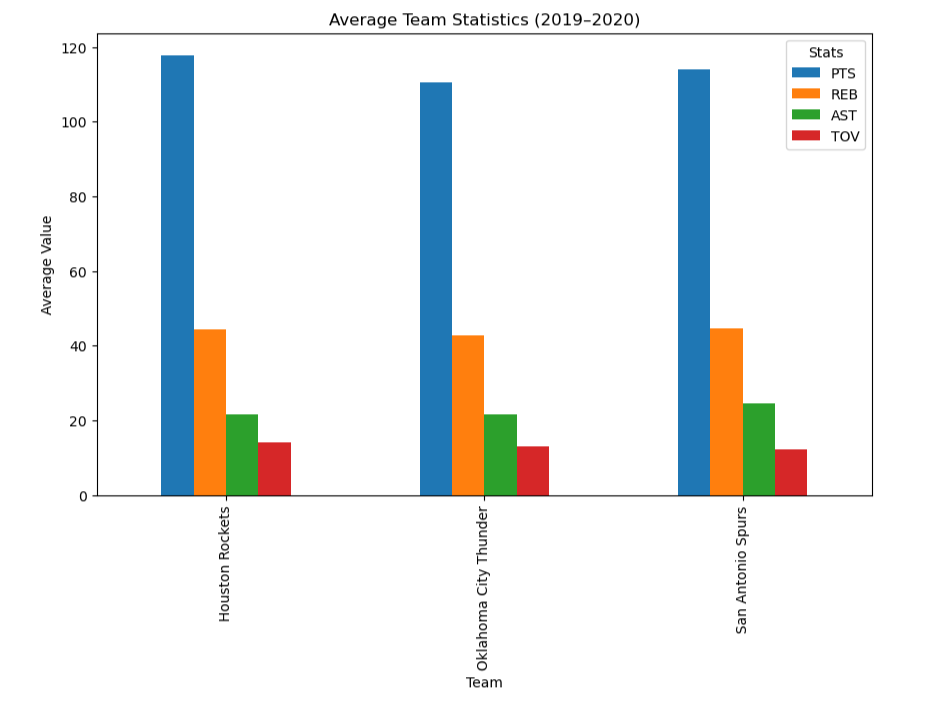 Average Team Statistics (2019–2020)
Stats
PTS
REB
AST
TOV
Average Value
120
100
80
60
40
20
0
Houston Rockets
Oklahoma City Thunder
San Antonio Spurs
Team